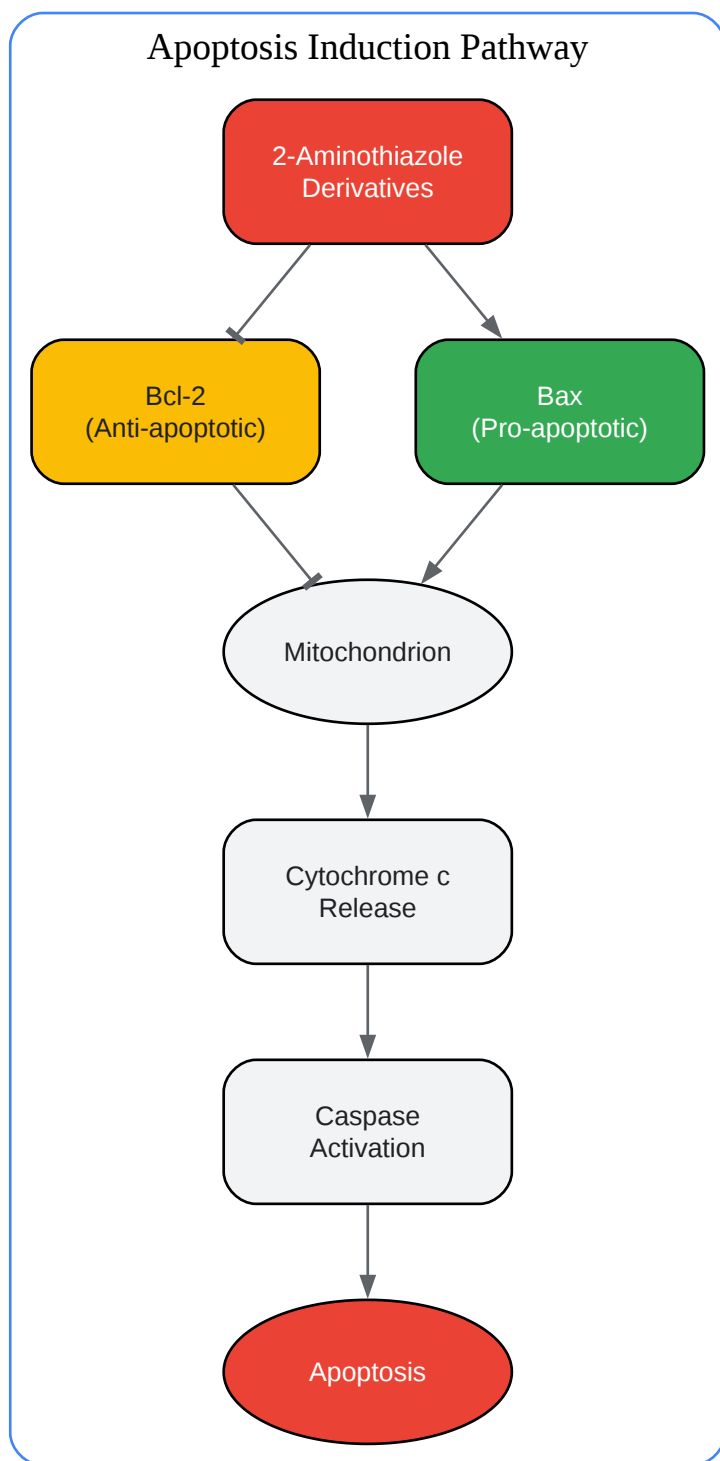 Apoptosis Induction Pathway
2-Aminothiazole
Derivatives
Bcl-2
(Anti-apoptotic)
Bax
(Pro-apoptotic)
Mitochondrion
Cytochrome c
Release
Caspase
Activation
Apoptosis